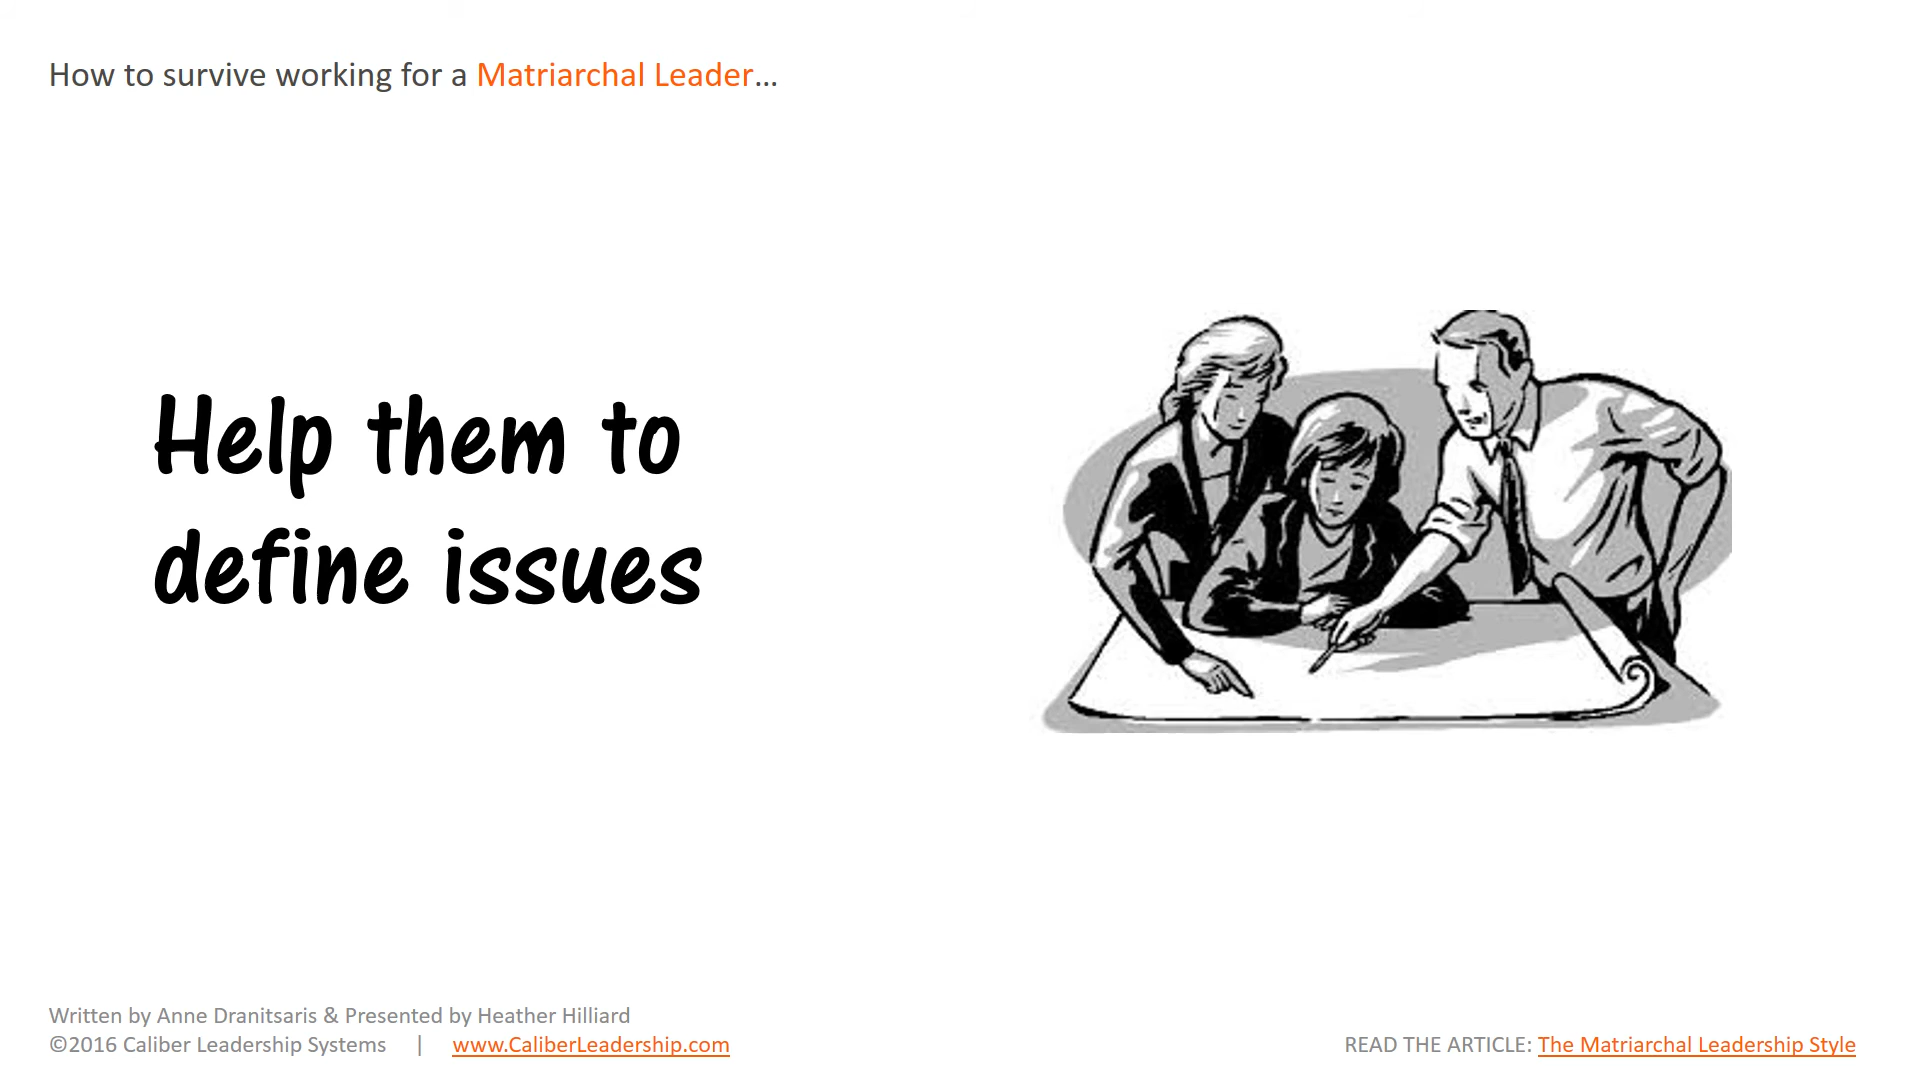 How to survive working for a Matriarchal Leader...
Help them to
define issues
Written by Anne Dranitsaris & Presented by Heather Hilliard
©2016 Caliber Leadership Systems | www.CaliberLeadership.com
READ THE ARTICLE: The Matriarchal Leadership Style